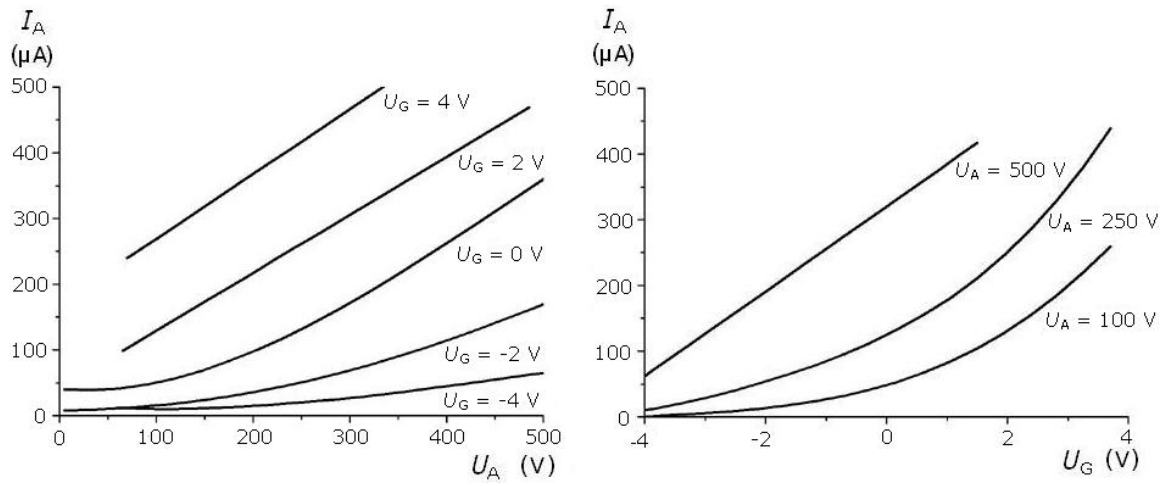 I_A
(µA)
500
400
300
200
100
0
U_G = 4 V
U_G = 2 V
U_G = 0 V
U_G = -2 V
U_G = -4 V
0 100 200 300 400 500
U_A (V)
I_A
(µA)
500
400
300
200
100
0
U_A = 500 V
U_A = 250 V
U_A = 100 V
-4 -2 0 2 4
U_G (V)